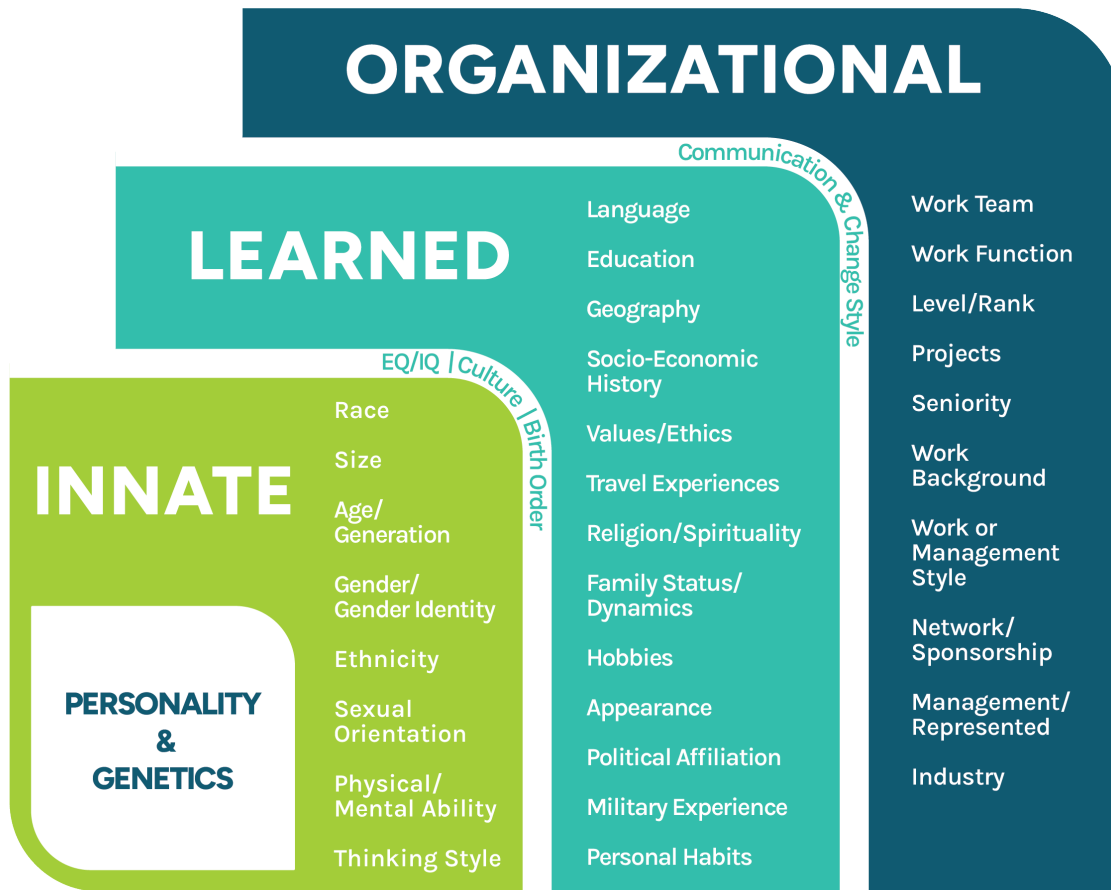 ORGANIZATIONAL
Communication & Change Style
Work Team
Work Function
Level/Rank
Projects
Seniority
Work
Background
Work or
Management
Style
Network/
Sponsorship
Management/
Represented
Industry
LEARNED
Language
Education
Geography
Socio-Economic
History
Values/Ethics
Travel Experiences
Religion/Spirituality
Family Status/
Dynamics
Hobbies
Appearance
Political Affiliation
Military Experience
Personal Habits
EQ/IQ | Culture | Birth Order
INNATE
Race
Size
Age/
Generation
Gender/
Gender Identity
Ethnicity
Sexual
Orientation
Physical/
Mental Ability
Thinking Style
PERSONALITY
&
GENETICS